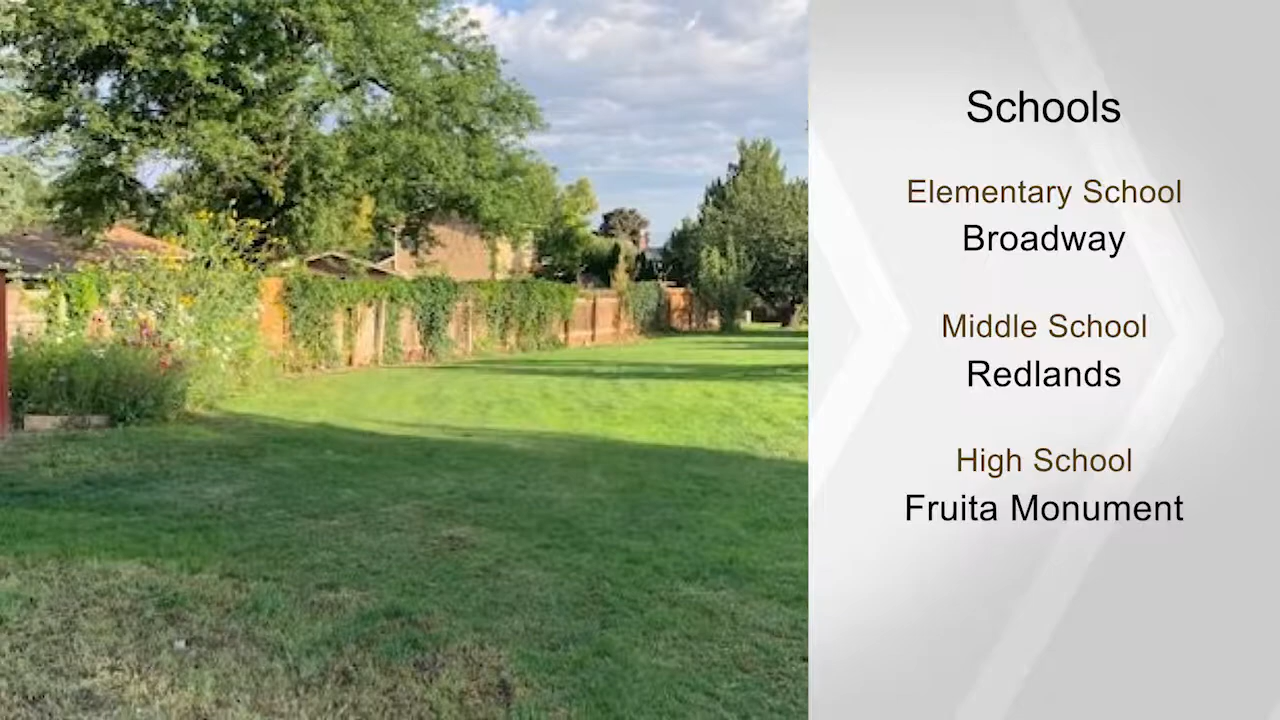 Schools
Elementary School
Broadway
Middle School
Redlands
High School
Fruita Monument